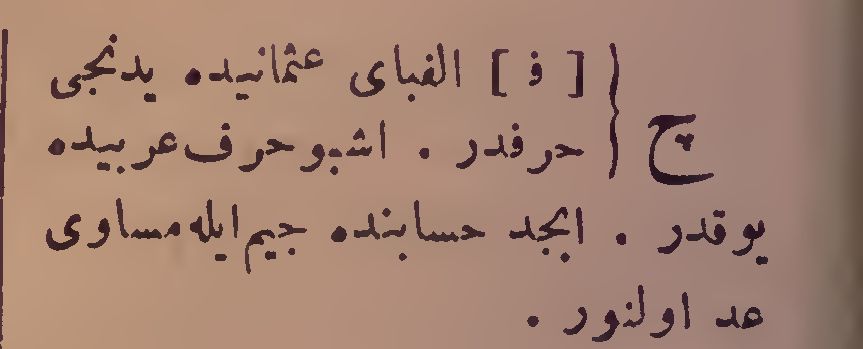 چ { [ ف ] الفبای عثمانیده یدنجی
حرفدر . اشبو حرف عربیده
یوقدر . ابجد حسابنده جیم ایله مساوی
عد اولنور .